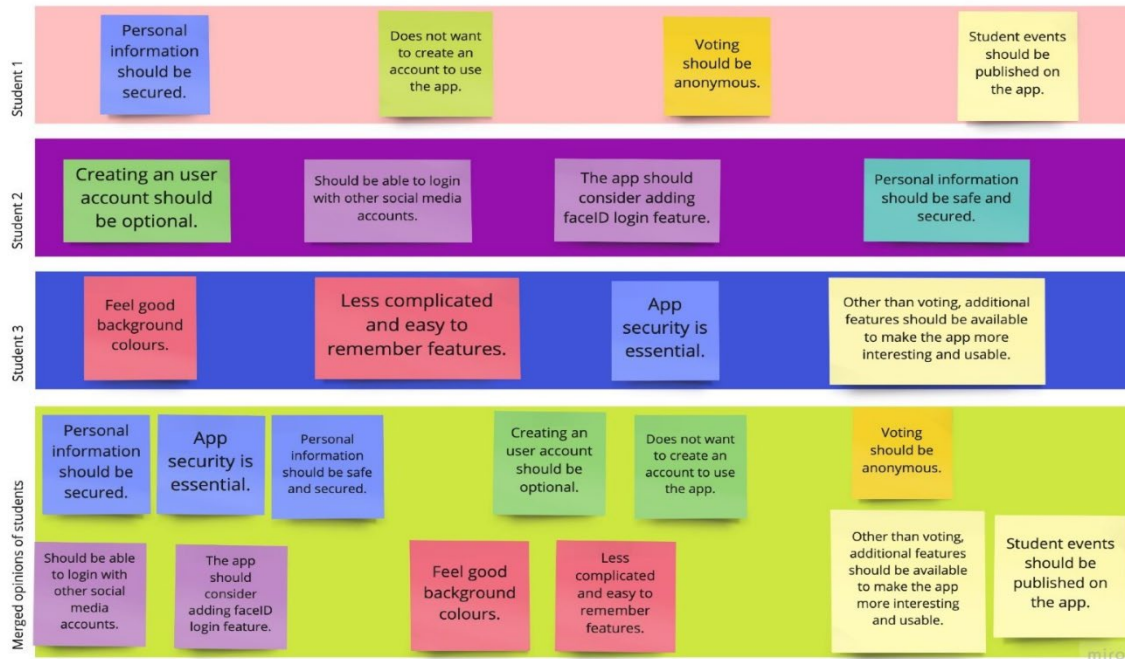 Student 1
Personal
information
should be
secured.
Does not want
to create an
account to use
the app.
Voting
should be
anonymous.
Student events
should be
published on
the app.
Student 2
Creating an user
account should
be optional.
Should be able to login
with other social media
accounts.
The app should
consider adding
faceID login feature.
Personal information
should be safe and
secured.
Student 3
Feel good
background
colours.
Less complicated
and easy to
remember features.
App
security is
essential.
Other than voting, additional
features should be available
to make the app more
interesting and usable.
Merged opinions of students
Personal
information
should be
secured.
App
security is
essential.
Personal
information
should be safe
and secured.
Creating an
user account
should be
optional.
Does not want
to create an
account to use
the app.
Voting
should be
anonymous.
Should be able
to login with
other social
media
accounts.
The app
should
consider
adding faceID
login feature.
Feel good
background
colours.
Less
complicated
and easy to
remember
features.
Other than voting,
additional features
should be available
to make the app
more interesting
and usable.
Student events
should be
published on
the app.
miro